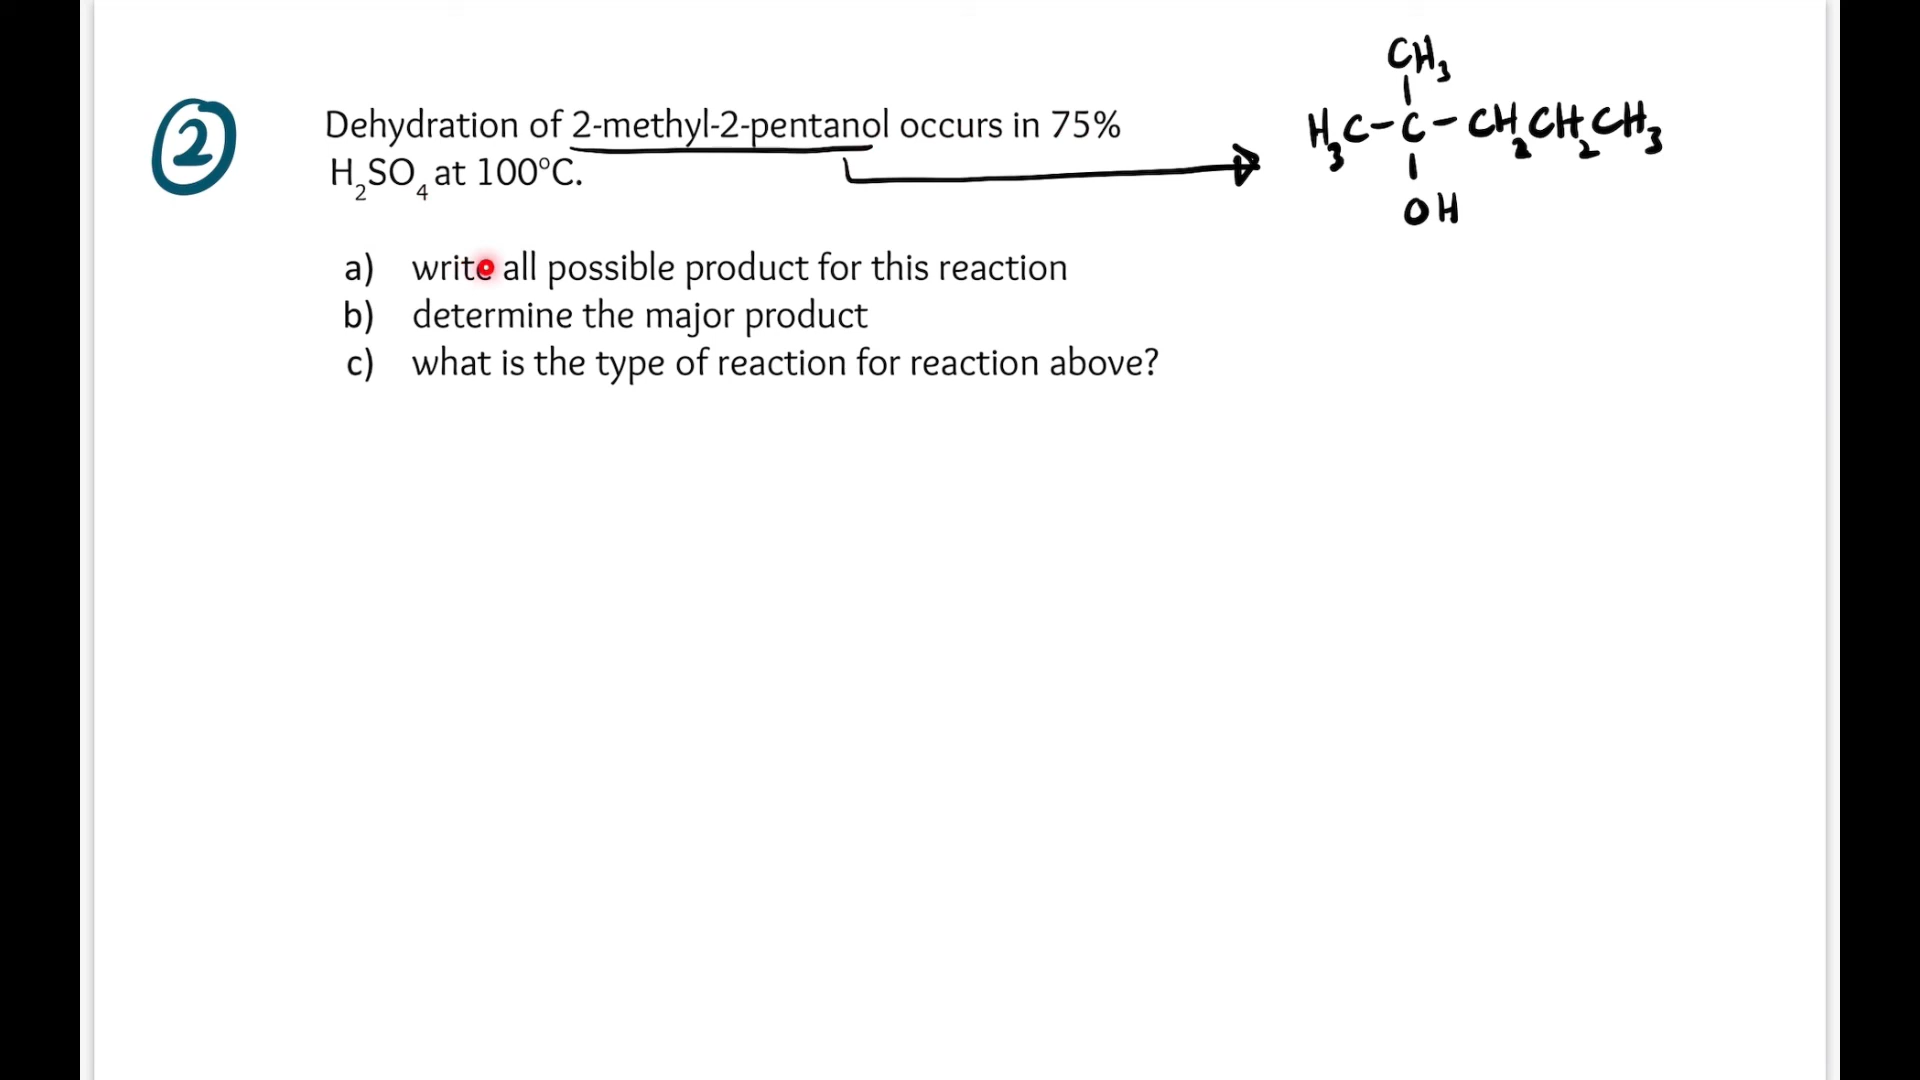 2
Dehydration of 2-methyl-2-pentanol occurs in 75%
H₂SO₄ at 100°C.
CH₃
H₃C-C-CH₂CH₂CH₃
OH
a) write all possible product for this reaction
b) determine the major product
c) what is the type of reaction for reaction above?